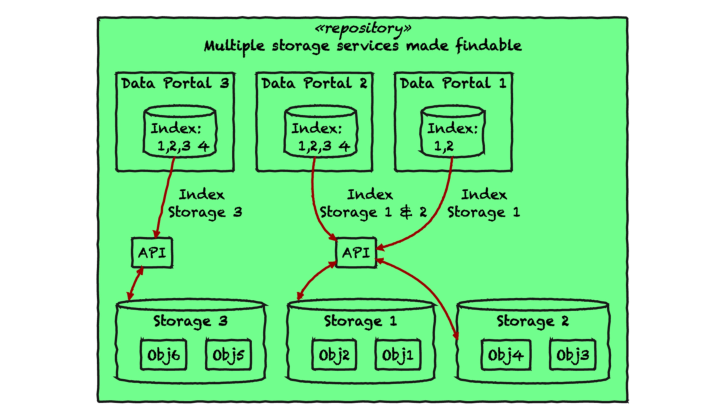 «repository»
Multiple storage services made findable
Data Portal 3
Data Portal 2
Data Portal 1
Index:
1,2,3 4
Index:
1,2,3 4
Index:
1,2
Index
Storage 3
Index
Storage 1 & 2
Index
Storage 1
API
API
Storage 3
Storage 1
Storage 2
Obj6
Obj5
Obj2
Obj1
Obj4
Obj3